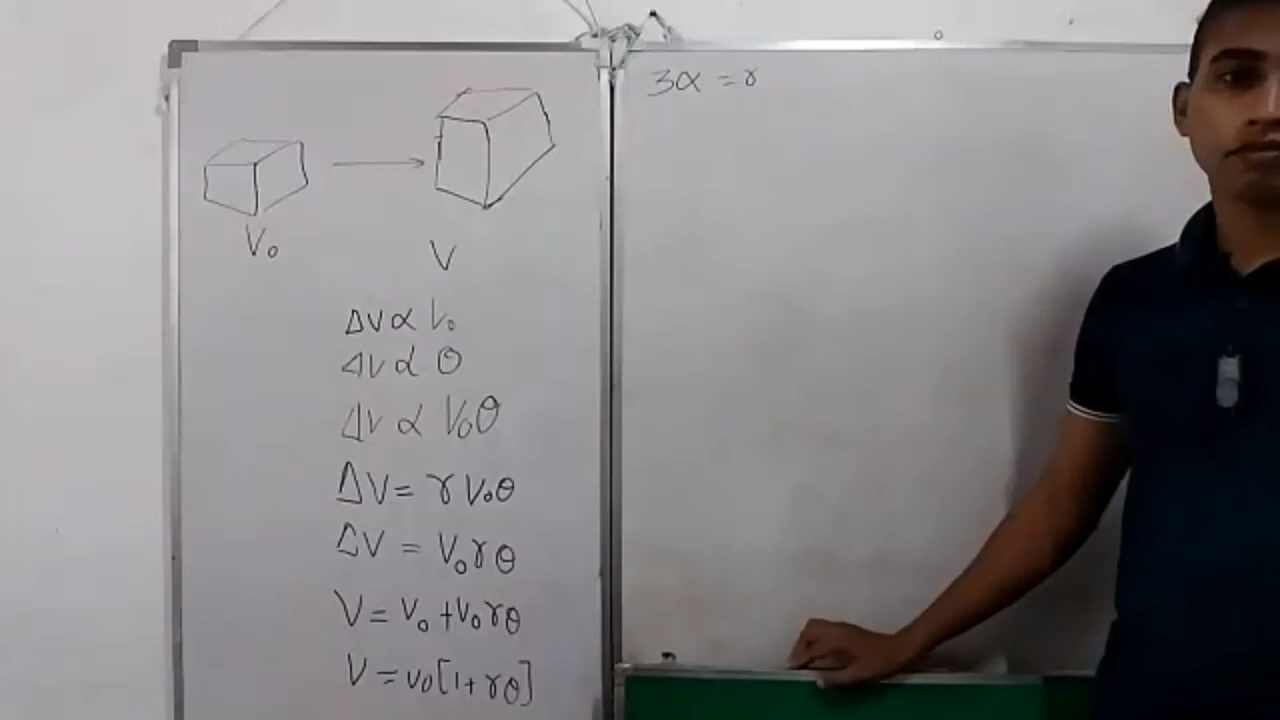 V₀
V
ΔV ∝ V₀
ΔV ∝ θ
ΔV ∝ V₀θ
ΔV = γ V₀θ
ΔV = V₀γθ
V = V₀ + V₀γθ
V = V₀[1+γθ]
3α = γ